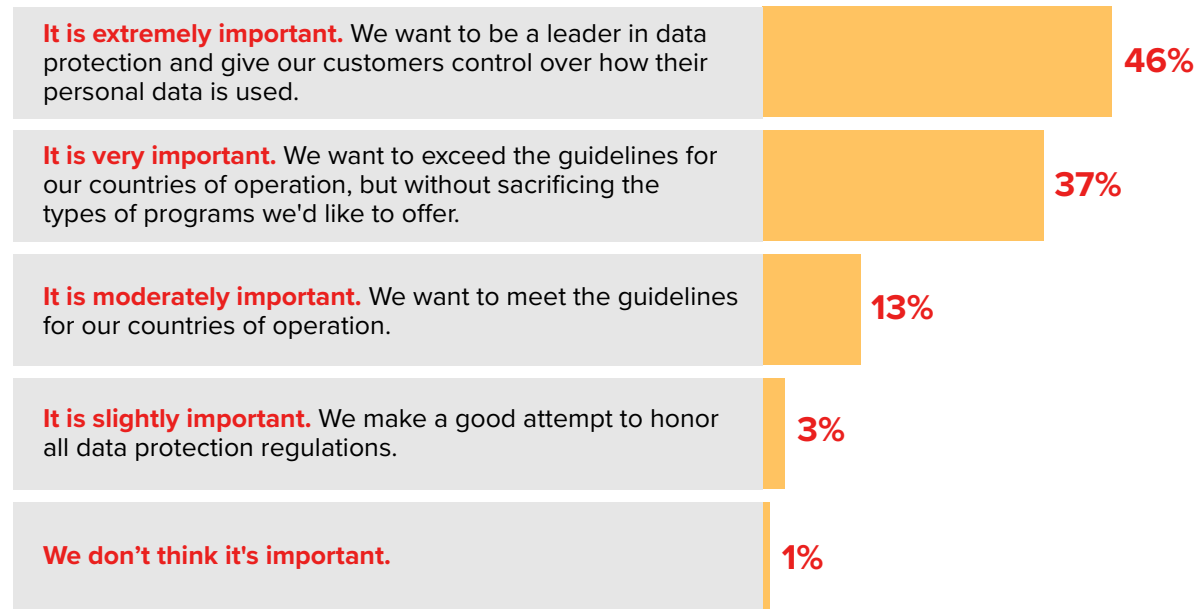 It is extremely important. We want to be a leader in data
protection and give our customers control over how their
personal data is used.
46%
It is very important. We want to exceed the guidelines for
our countries of operation, but without sacrificing the
types of programs we'd like to offer.
37%
It is moderately important. We want to meet the guidelines
for our countries of operation.
13%
It is slightly important. We make a good attempt to honor
all data protection regulations.
3%
We don’t think it's important.
1%